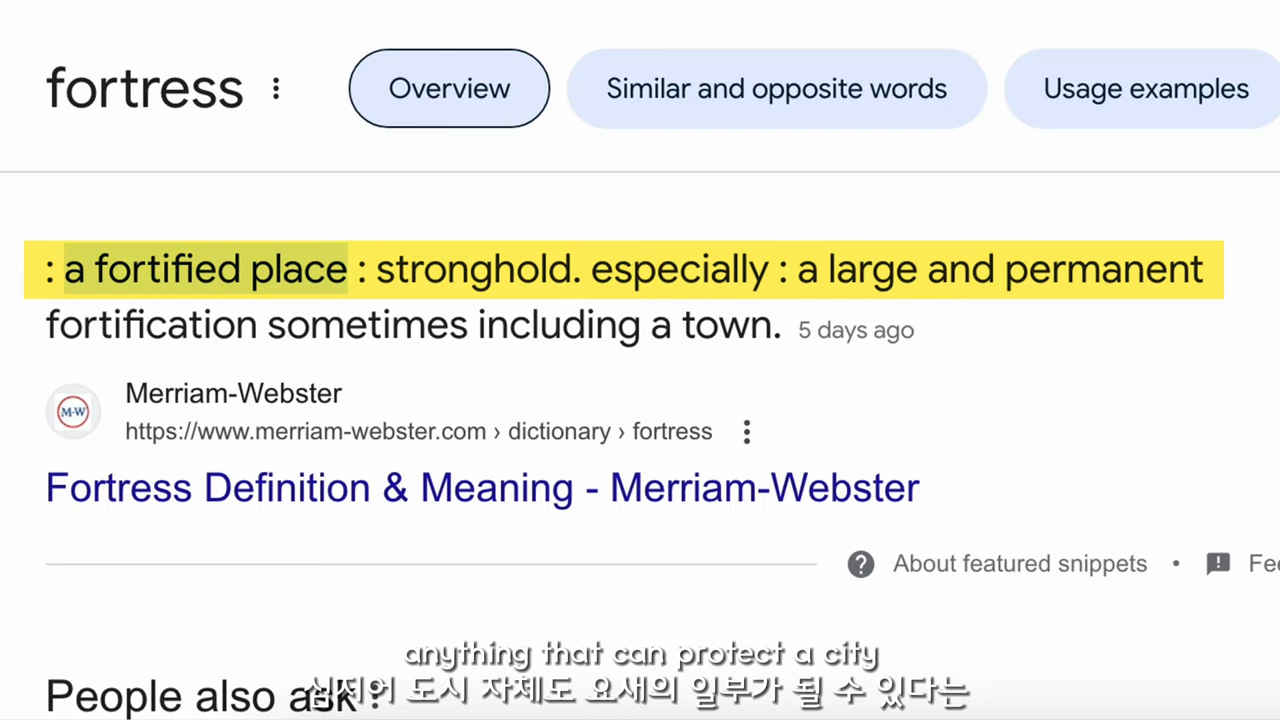 fortress
Overview
Similar and opposite words
Usage examples
: a fortified place : stronghold. especially : a large and permanent
fortification sometimes including a town. 5 days ago
M-W
Merriam-Webster
https://www.merriam-webster.com › dictionary › fortress
Fortress Definition & Meaning - Merriam-Webster
About featured snippets •
People also ask
anything that can protect a city
심지어 도시 자체도 요새의 일부가 될 수 있다는